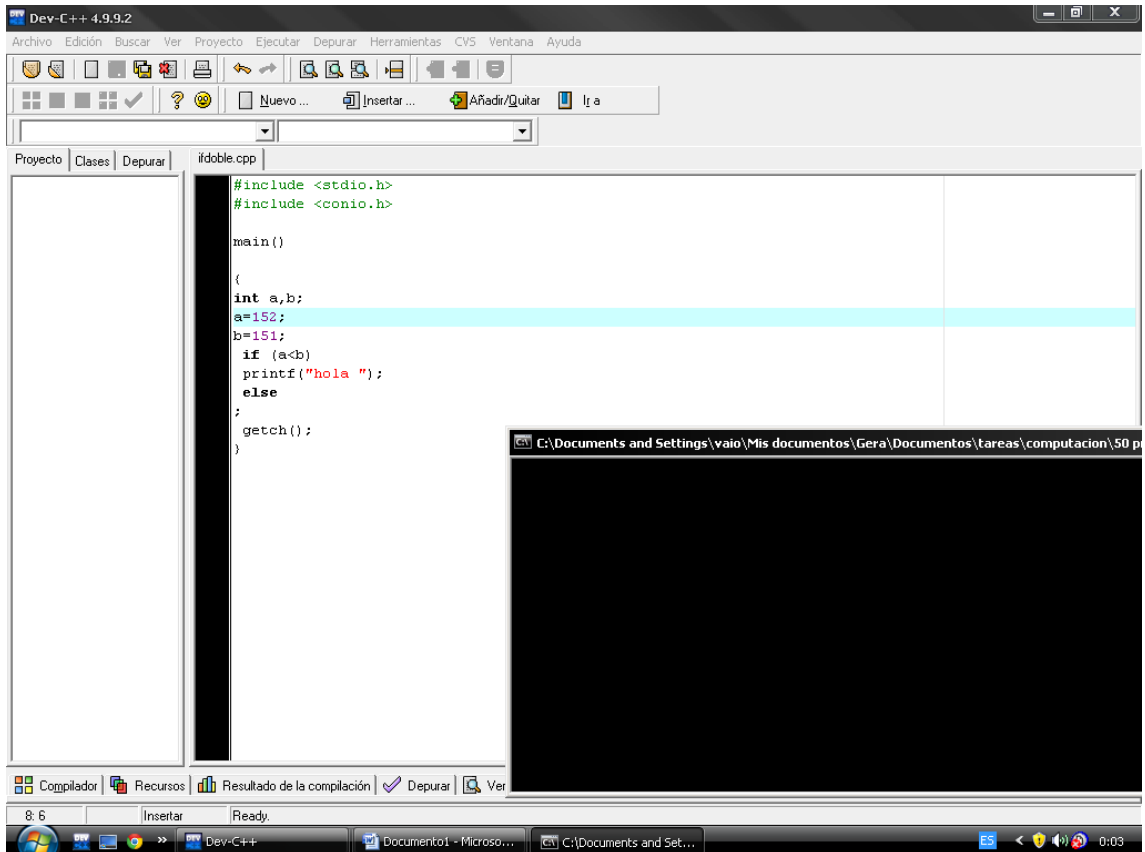 Dev-C++ 4.9.9.2
Archivo Edición Buscar Ver Proyecto Ejecutar Depurar Herramientas CVS Ventana Ayuda
Nuevo ... Insertar ... Añadir/Quitar Ir a
Proyecto Clases Depurar ifdoble.cpp
#include <stdio.h>
#include <conio.h>
main()
{
int a,b;
a=152;
b=151;
if (a<b)
printf("hola ");
else
;
getch();
}
C:\Documents and Settings\vaio\Mis documentos\Gera\Documentos\tareas\computacion\50 p
Compilador Recursos Resultado de la compilación Depurar Ver
8: 6 Insertar Ready.
Dev-C++ Documento1 - Microso... C:\Documents and Set... ES 0:03